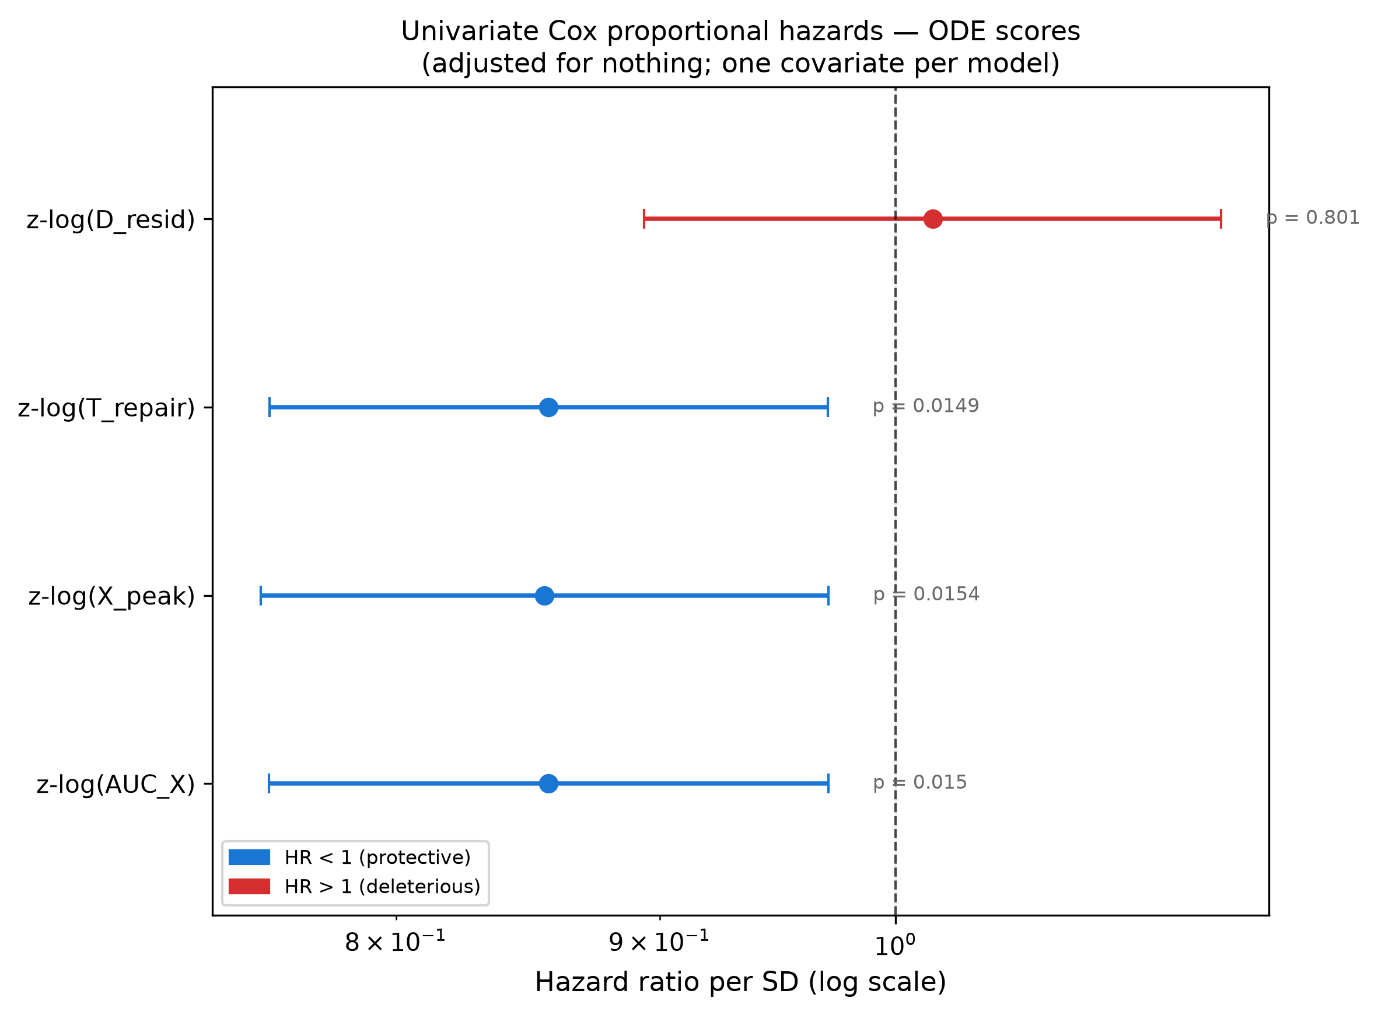 Univariate Cox proportional hazards — ODE scores
(adjusted for nothing; one covariate per model)
z-log(D_resid)
p = 0.801
z-log(T_repair)
p = 0.0149
z-log(X_peak)
p = 0.0154
z-log(AUC_X)
p = 0.015
HR < 1 (protective)
HR > 1 (deleterious)
8 × 10⁻¹
9 × 10⁻¹
10⁰
Hazard ratio per SD (log scale)